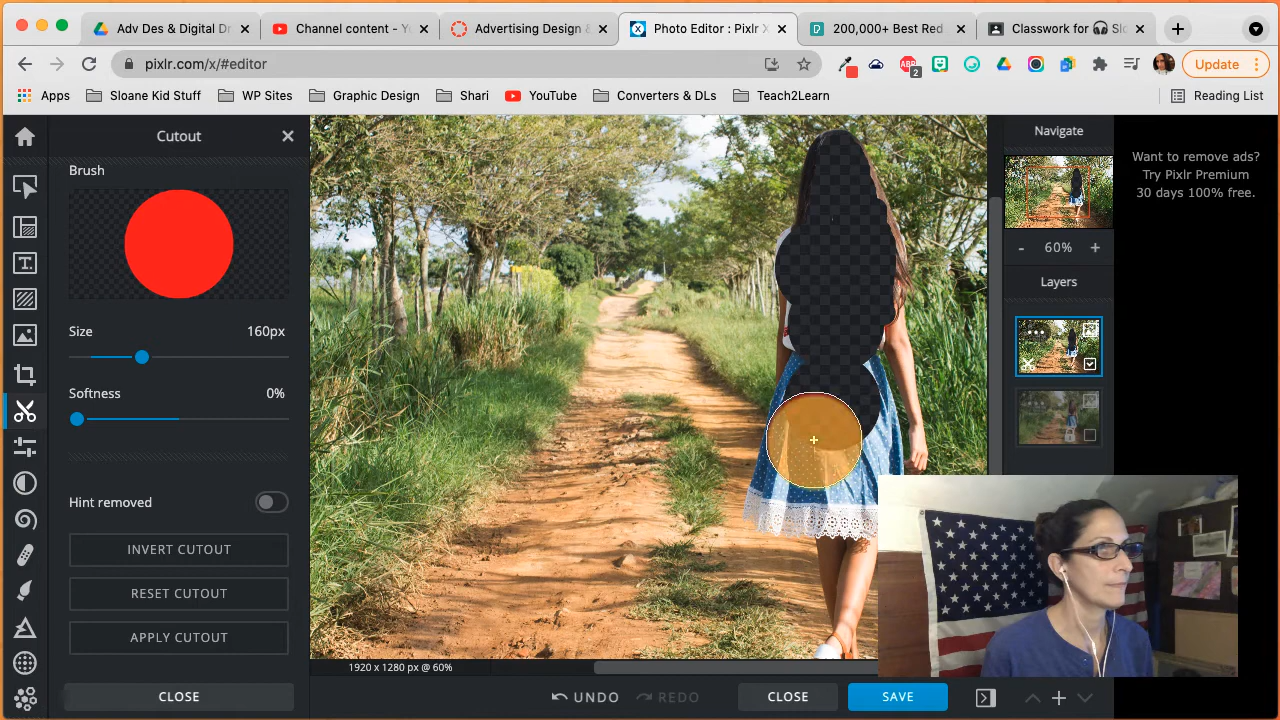 Adv Des & Digital Dr
Channel content - Yo
Advertising Design &
Photo Editor : Pixlr X
200,000+ Best Red
Classwork for 🎧 Slo
pixlr.com/x/#editor
2
Update
Apps
Sloane Kid Stuff
WP Sites
Graphic Design
Shari
YouTube
Converters & DLs
Teach2Learn
Reading List
Cutout
Brush
Size 160px
Softness 0%
Hint removed
INVERT CUTOUT
RESET CUTOUT
APPLY CUTOUT
CLOSE
1920 x 1280 px @ 60%
UNDO
REDO
CLOSE
SAVE
Navigate
- 60% +
Layers
Want to remove ads?
Try Pixlr Premium
30 days 100% free.